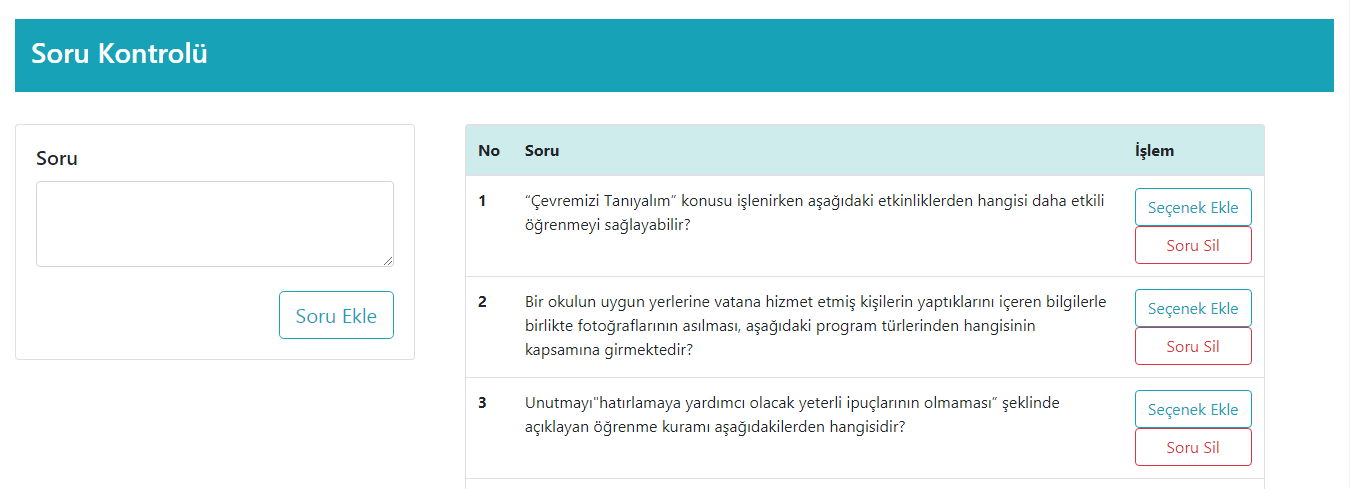 Soru Kontrolü
Soru
Soru Ekle
No Soru İşlem
1 “Çevremizi Tanıyalım” konusu işlenirken aşağıdaki etkinliklerden hangisi daha etkili
öğrenmeyi sağlayabilir?
Seçenek Ekle
Soru Sil
2 Bir okulun uygun yerlerine vatana hizmet etmiş kişilerin yaptıklarını içeren bilgilerle
birlikte fotoğraflarının asılması, aşağıdaki program türlerinden hangisinin
kapsamına girmektedir?
Seçenek Ekle
Soru Sil
3 Unutmayı"hatırlamaya yardımcı olacak yeterli ipuçlarının olmaması” şeklinde
açıklayan öğrenme kuramı aşağıdakilerden hangisidir?
Seçenek Ekle
Soru Sil